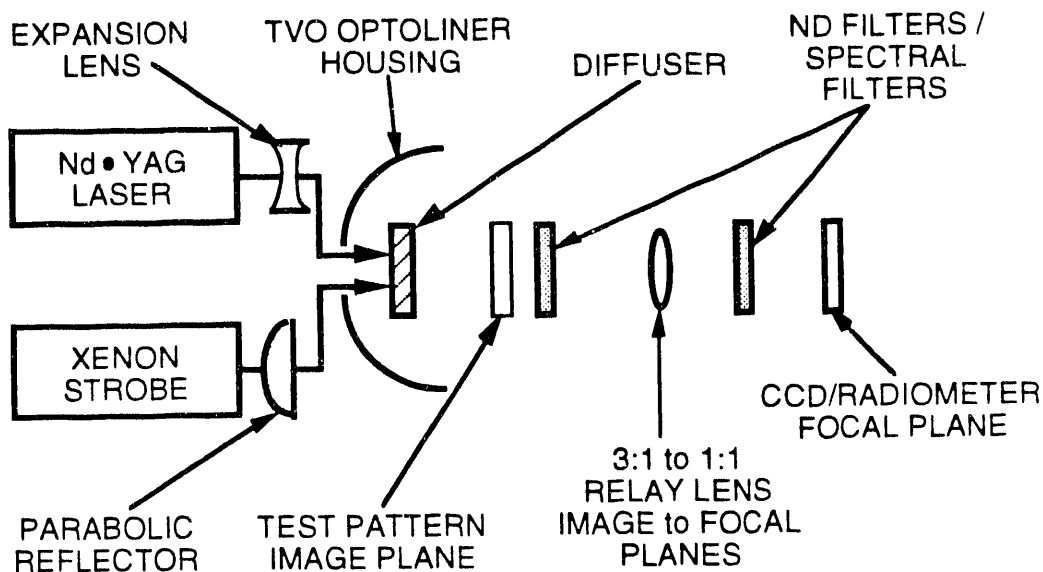 EXPANSION
LENS
TVO OPTOLINER
HOUSING
DIFFUSER
ND FILTERS /
SPECTRAL
FILTERS
Nd • YAG
LASER
XENON
STROBE
CCD/RADIOMETER
FOCAL PLANE
PARABOLIC
REFLECTOR
TEST PATTERN
IMAGE PLANE
3:1 to 1:1
RELAY LENS
IMAGE to FOCAL
PLANES